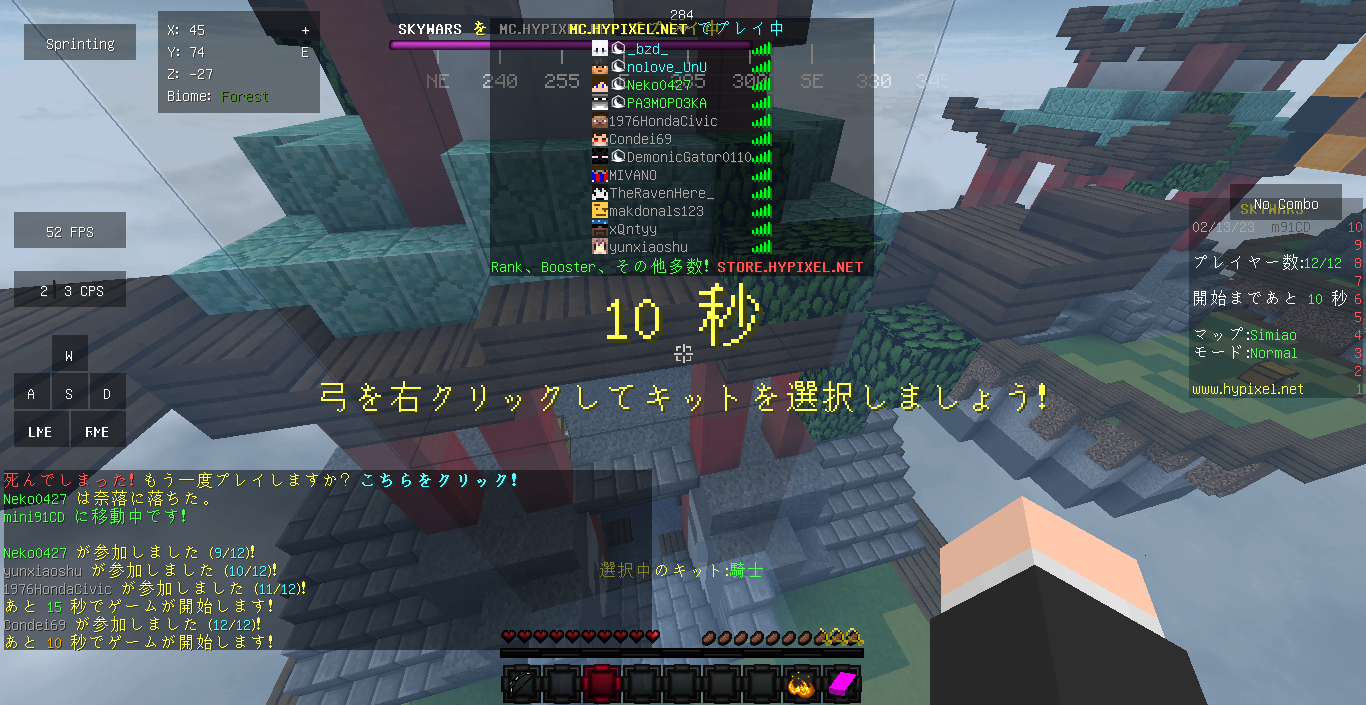 Sprinting
X: 45 +
Y: 74 E
Z: -27
Biome: Forest
284
SKYWARS を MC.HYPIXEL.NET でプレイ中
NE 240 255 285 300 SE 330 345
_bzd_
nolove_UnU
Neko0427
PA3MOPO3KA
1976HondaCivic
Condei69
DemonicGator0110
MIVANO
TheRavenHere_
makdonals123
xQntyy
yunxiaoshu
Rank、Booster、その他多数! STORE.HYPIXEL.NET
52 FPS
2 | 3 CPS
W
A S D
LMB RMB
10 秒
弓を右クリックしてキットを選択しましょう!
No Combo
SKYWARS
02/13/23 m91CD 10
9
プレイヤー数:12/12 8
7
開始まであと 10 秒 6
5
マップ:Simiao 4
モード:Normal 3
2
www.hypixel.net 1
死んでしまった! もう一度プレイしますか? こちらをクリック!
Neko0427 は奈落に落ちた。
mini91CD に移動中です!
Neko0427 が参加しました (9/12)!
yunxiaoshu が参加しました (10/12)!
1976HondaCivic が参加しました (11/12)!
あと 15 秒でゲームが開始します!
Condei69 が参加しました (12/12)!
あと 10 秒でゲームが開始します!
選択中のキット:騎士